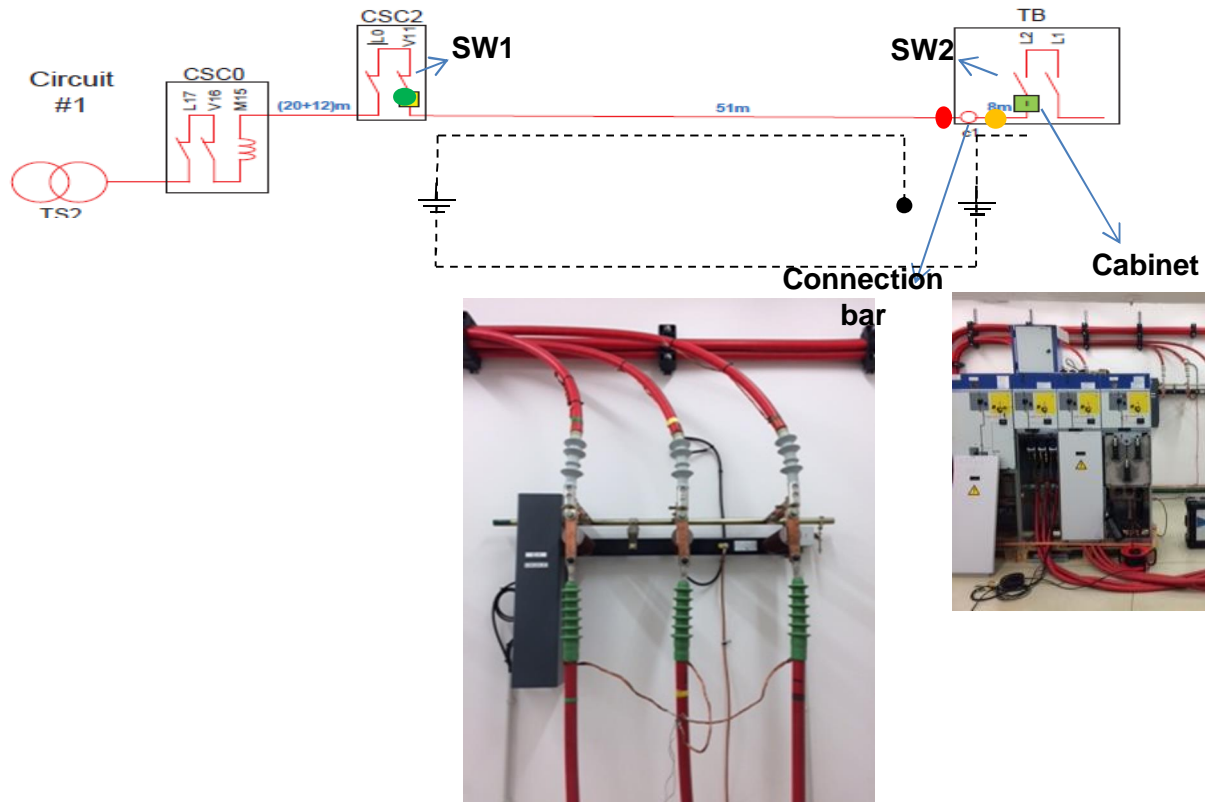 CSC2
TB
L0
V11
SW1
SW2
L2
L1
Circuit
#1
CSC0
L17
V16
M15
(20+12)m
51m
8m
c1
TS2
Connection
bar
Cabinet